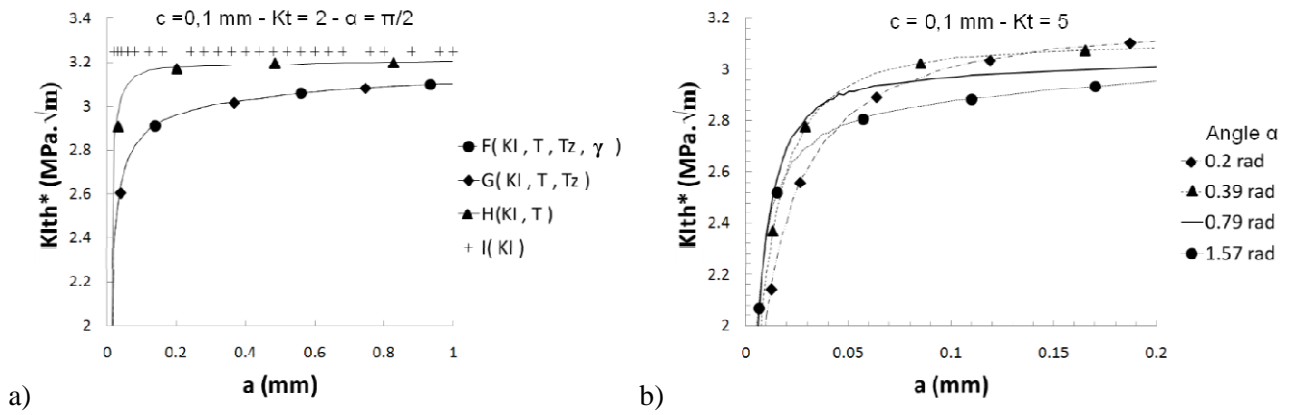 c =0,1 mm - Kt = 2 - α = π/2
3.4
3.2
3
2.8
2.6
2.4
2.2
2
KIth* (MPa.√m)
0
0.2
0.4
0.6
0.8
1
a (mm)
F( KI , T , Tz , γ )
G( KI , T , Tz )
H(KI , T )
I( KI )
a)
c = 0,1 mm - Kt = 5
3.2
3
2.8
2.6
2.4
2.2
2
KIth* (MPa.√m)
0
0.05
0.1
0.15
0.2
a (mm)
Angle α
0.2 rad
0.39 rad
0.79 rad
1.57 rad
b)